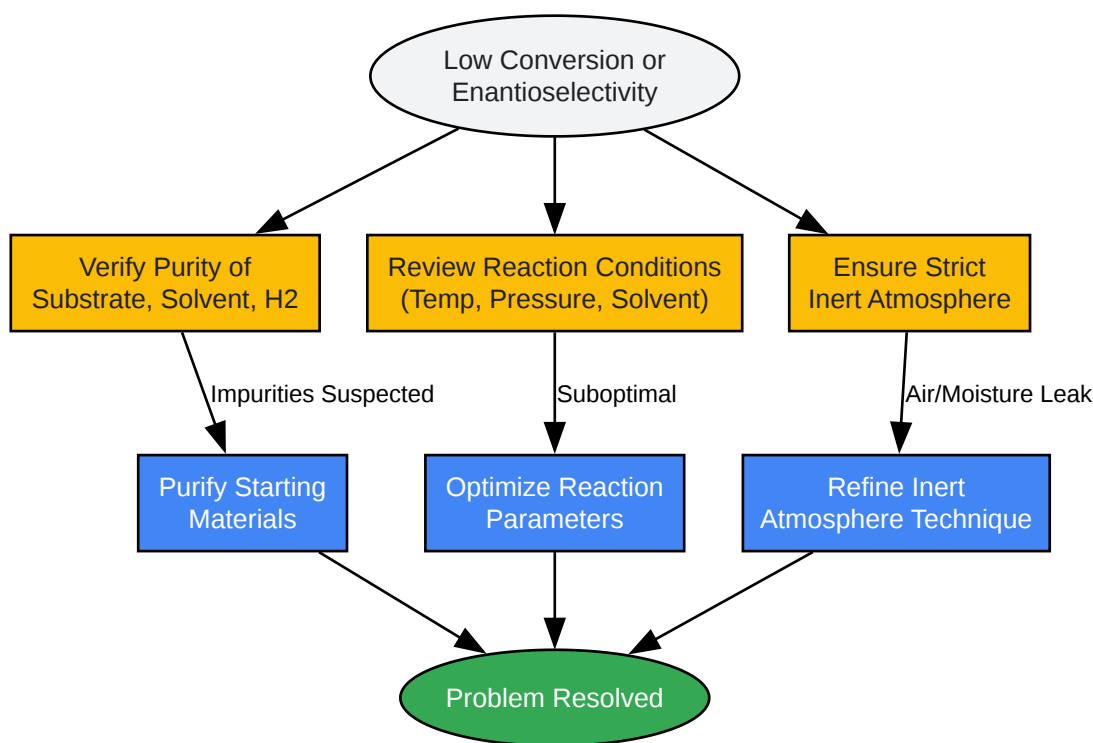 Low Conversion or
Enantioselectivity
Verify Purity of
Substrate, Solvent, H2
Review Reaction Conditions
(Temp, Pressure, Solvent)
Ensure Strict
Inert Atmosphere
Impurities Suspected
Suboptimal
Air/Moisture Leak
Purify Starting
Materials
Optimize Reaction
Parameters
Refine Inert
Atmosphere Technique
Problem Resolved